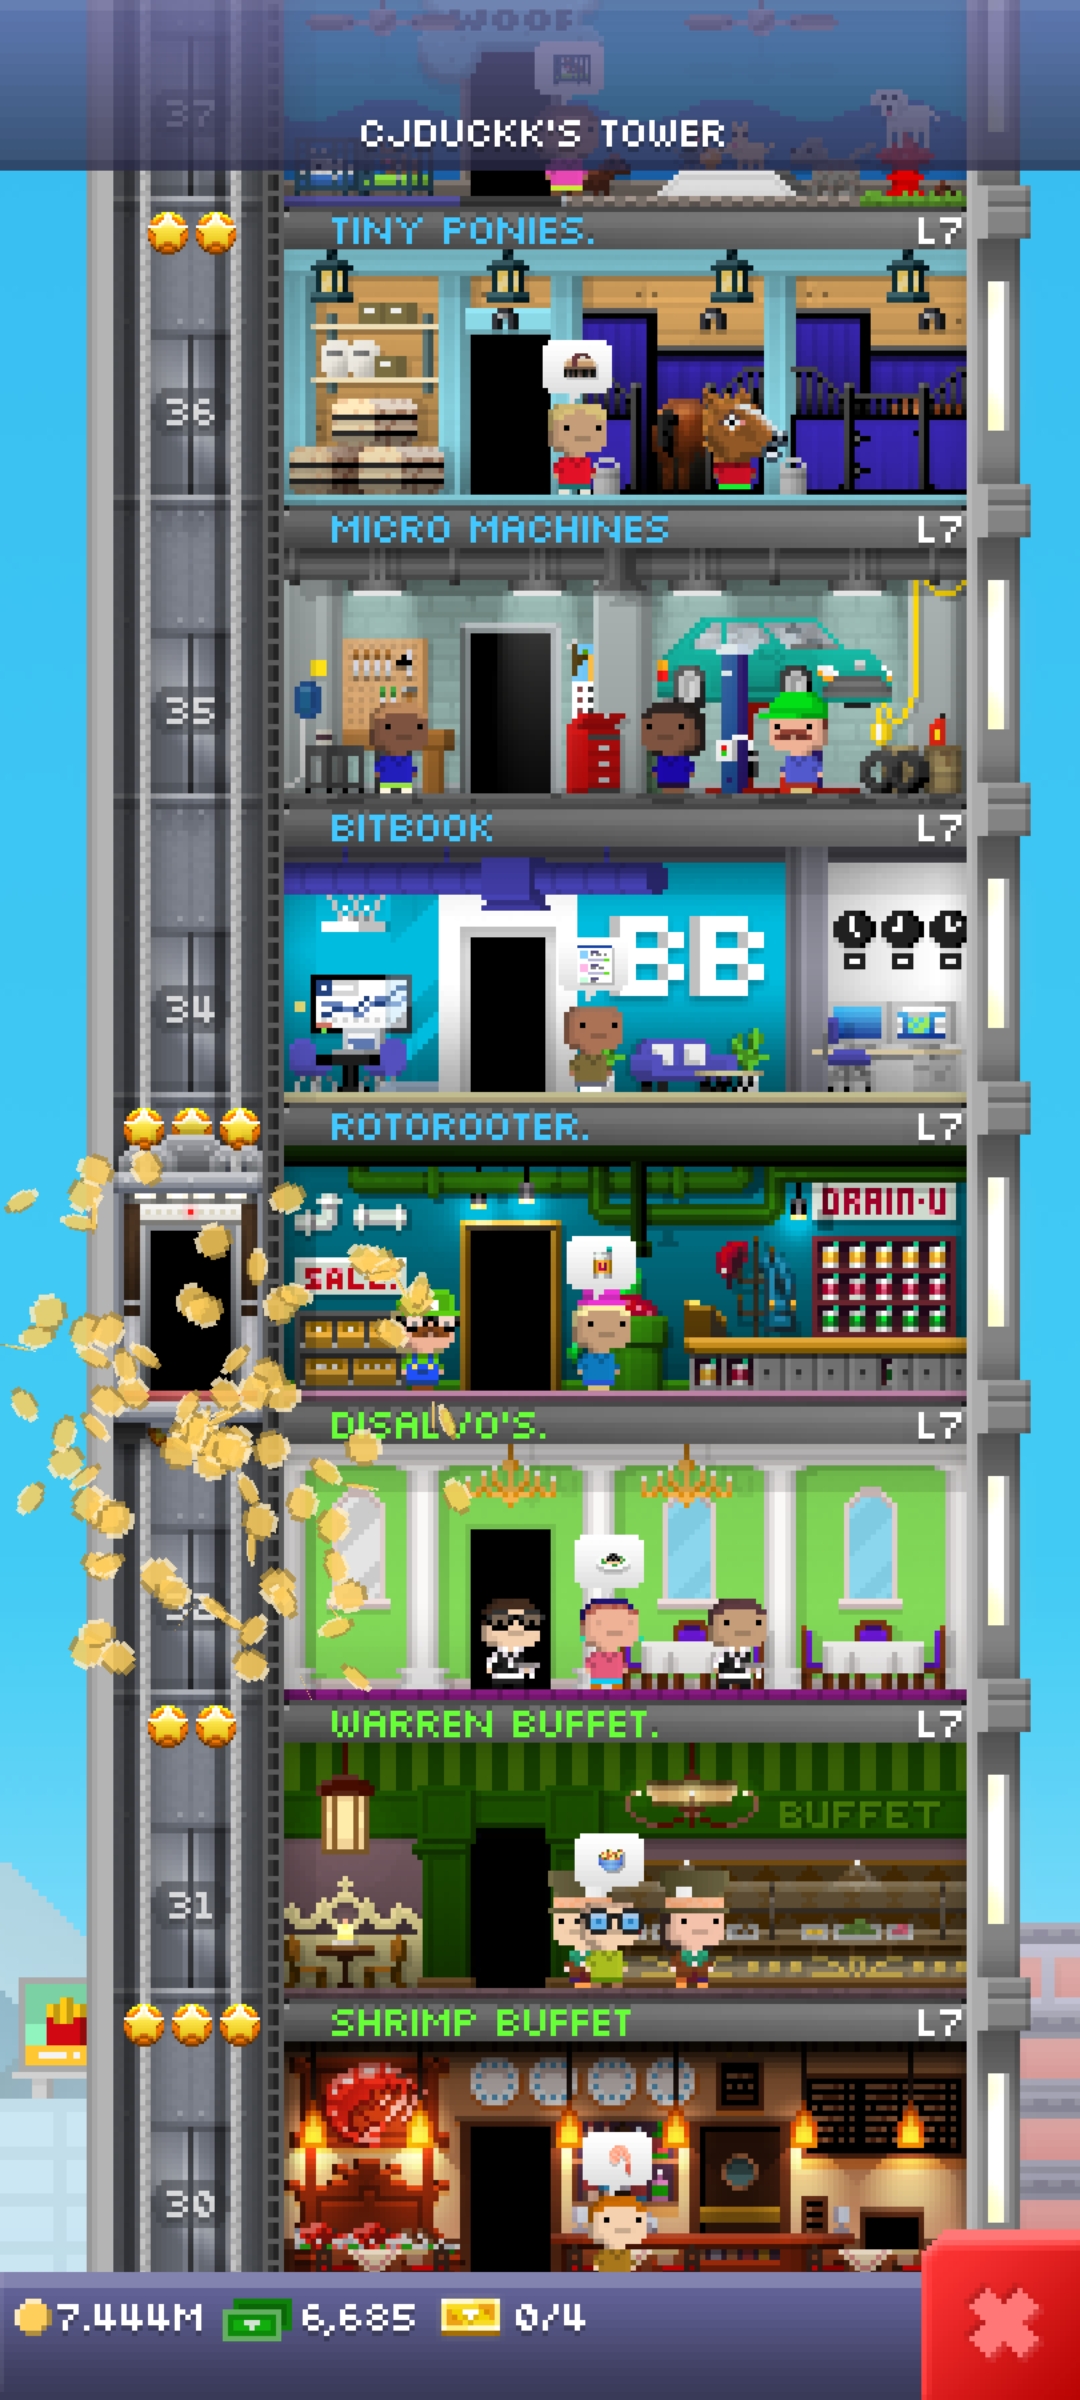 WOOF
37
CJDUCKK'S TOWER
TINY PONIES. L7
36
MICRO MACHINES L7
35
BITBOOK L7
BB
34
ROTOROOTER. L7
DRAIN-U
SALE
DISALVO'S. L7
WARREN BUFFET. L7
BUFFET
31
SHRIMP BUFFET L7
30
7.444M 6,685 0/4